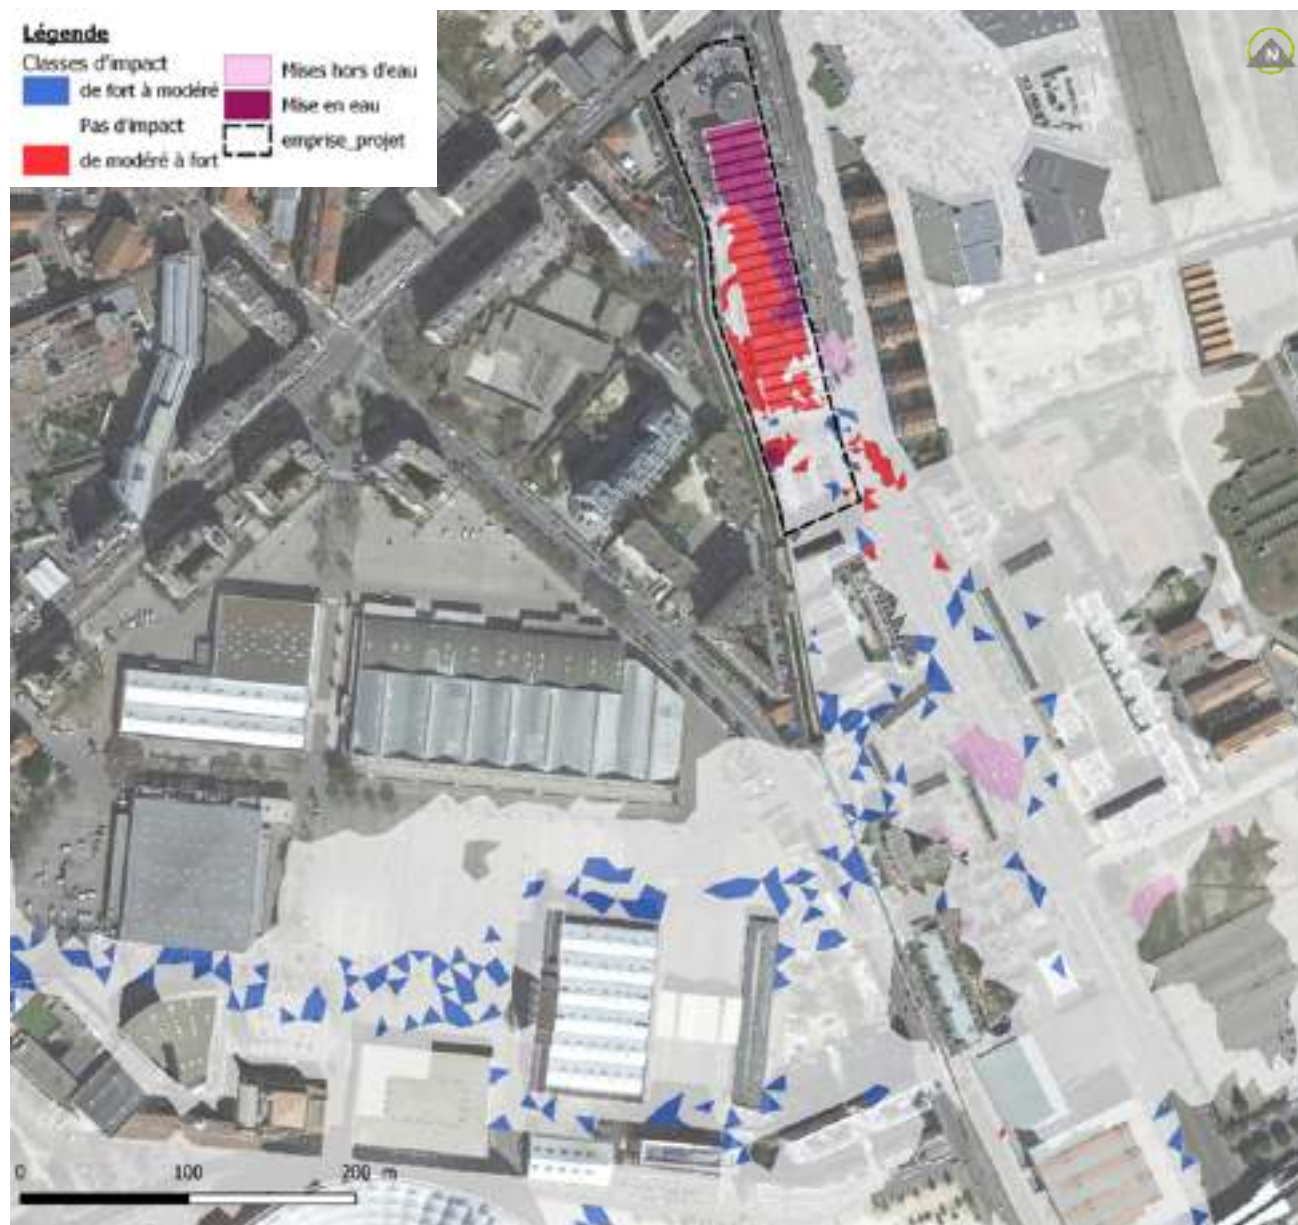 Légende
Classes d'impact
de fort à modéré
Pas d'impact
de modéré à fort
Mises hors d'eau
Mise en eau
emprise_projet
N
0 100 200 m